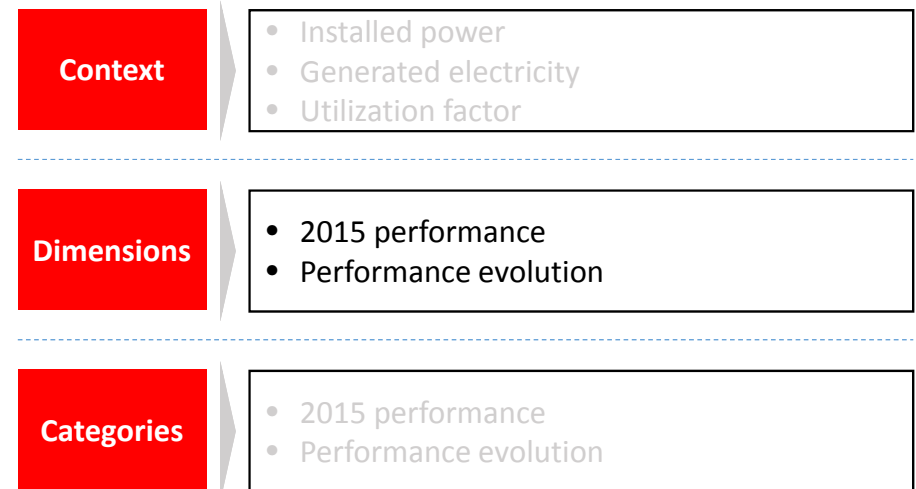 Context
• Installed power
• Generated electricity
• Utilization factor
Dimensions
• 2015 performance
• Performance evolution
Categories
• 2015 performance
• Performance evolution